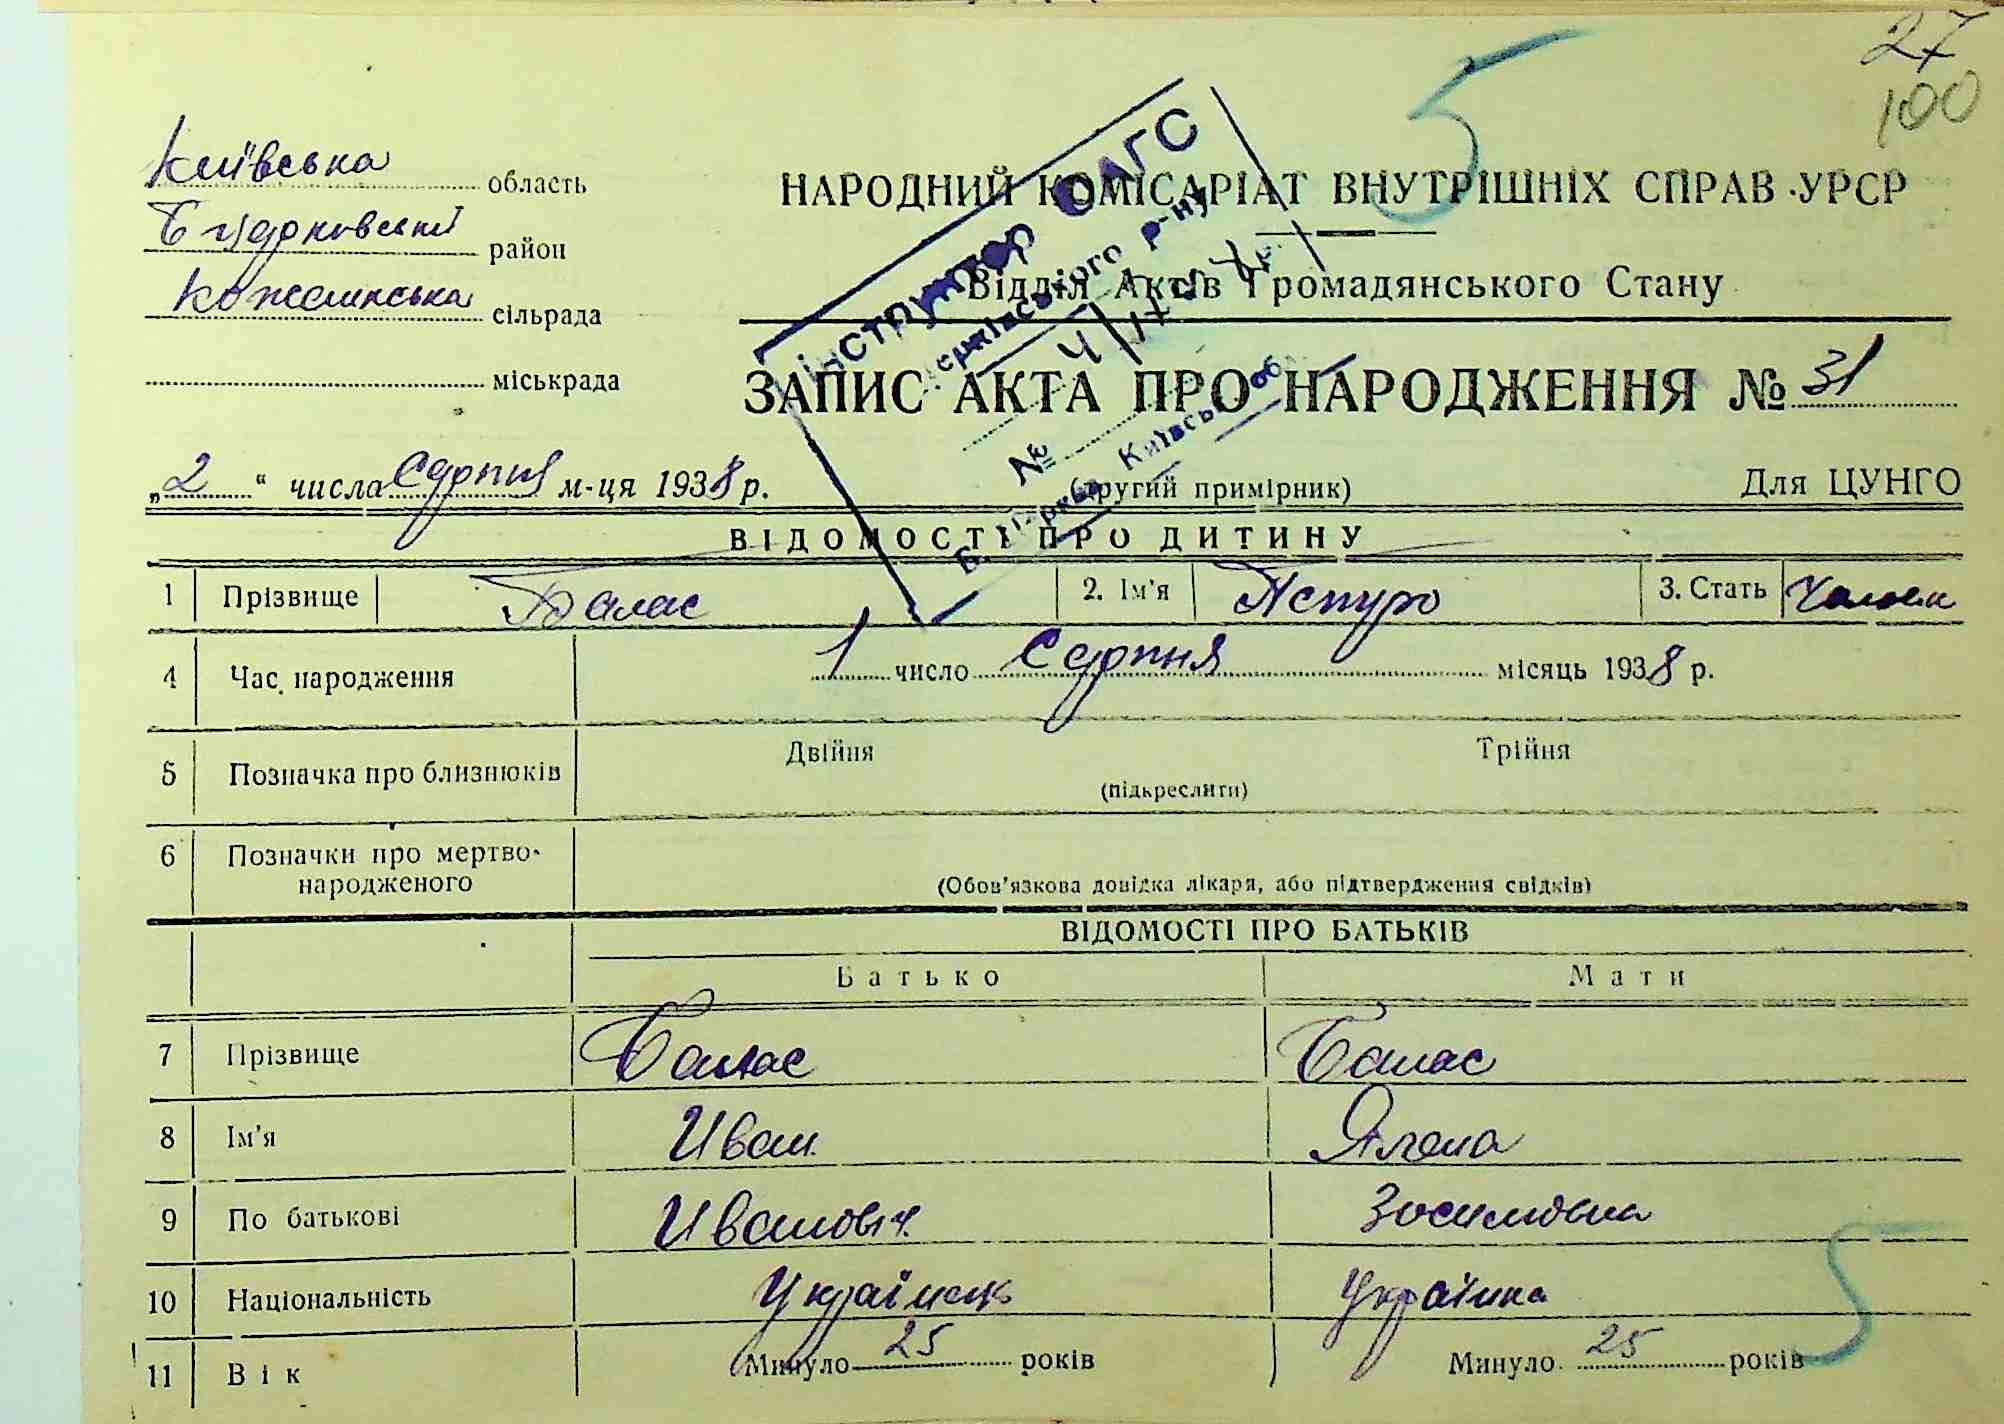 27
100
5
Київська область
район
сільрада
міськрада
НАРОДНИЙ КОМІСАРІАТ ВНУТРІШНІХ СПРАВ УРСР
Відділ Актів Громадянського Стану
ЗАПИС АКТА ПРО НАРОДЖЕННЯ № 31
„2“ числа Серпня м-ця 1938 р.
(другий примірник)
Для ЦУНГО
Інструктор ВАГС
№
ВІДОМОСТІ ПРО ДИТИНУ
1 Прізвище Балас 2. Ім'я 3. Стать
4 Час народження 1 число Серпня місяць 1938 р.
5 Позначка про близнюків Двійня Трійня
(підкреслити)
6 Позначки про мертво-
народженого
(Обов'язкова довідка лікаря, або підтвердження свідків)
ВІДОМОСТІ ПРО БАТЬКІВ
Батько Мати
7 Прізвище Балас Балас
8 Ім'я Иван
9 По батькові Иванович Зосимовна
10 Національність Українець Українка
11 Вік Минуло 25 років Минуло 25 років
5